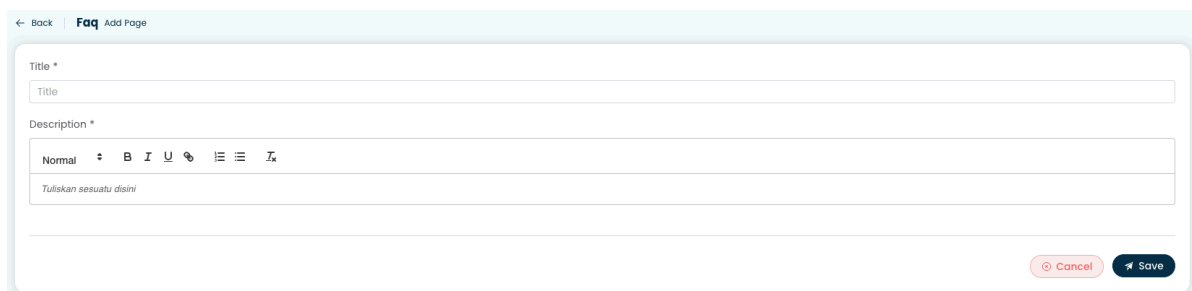 Back Faq Add Page
Title *
Title
Description *
Normal B I U
Tuliskan sesuatu disini
Cancel Save